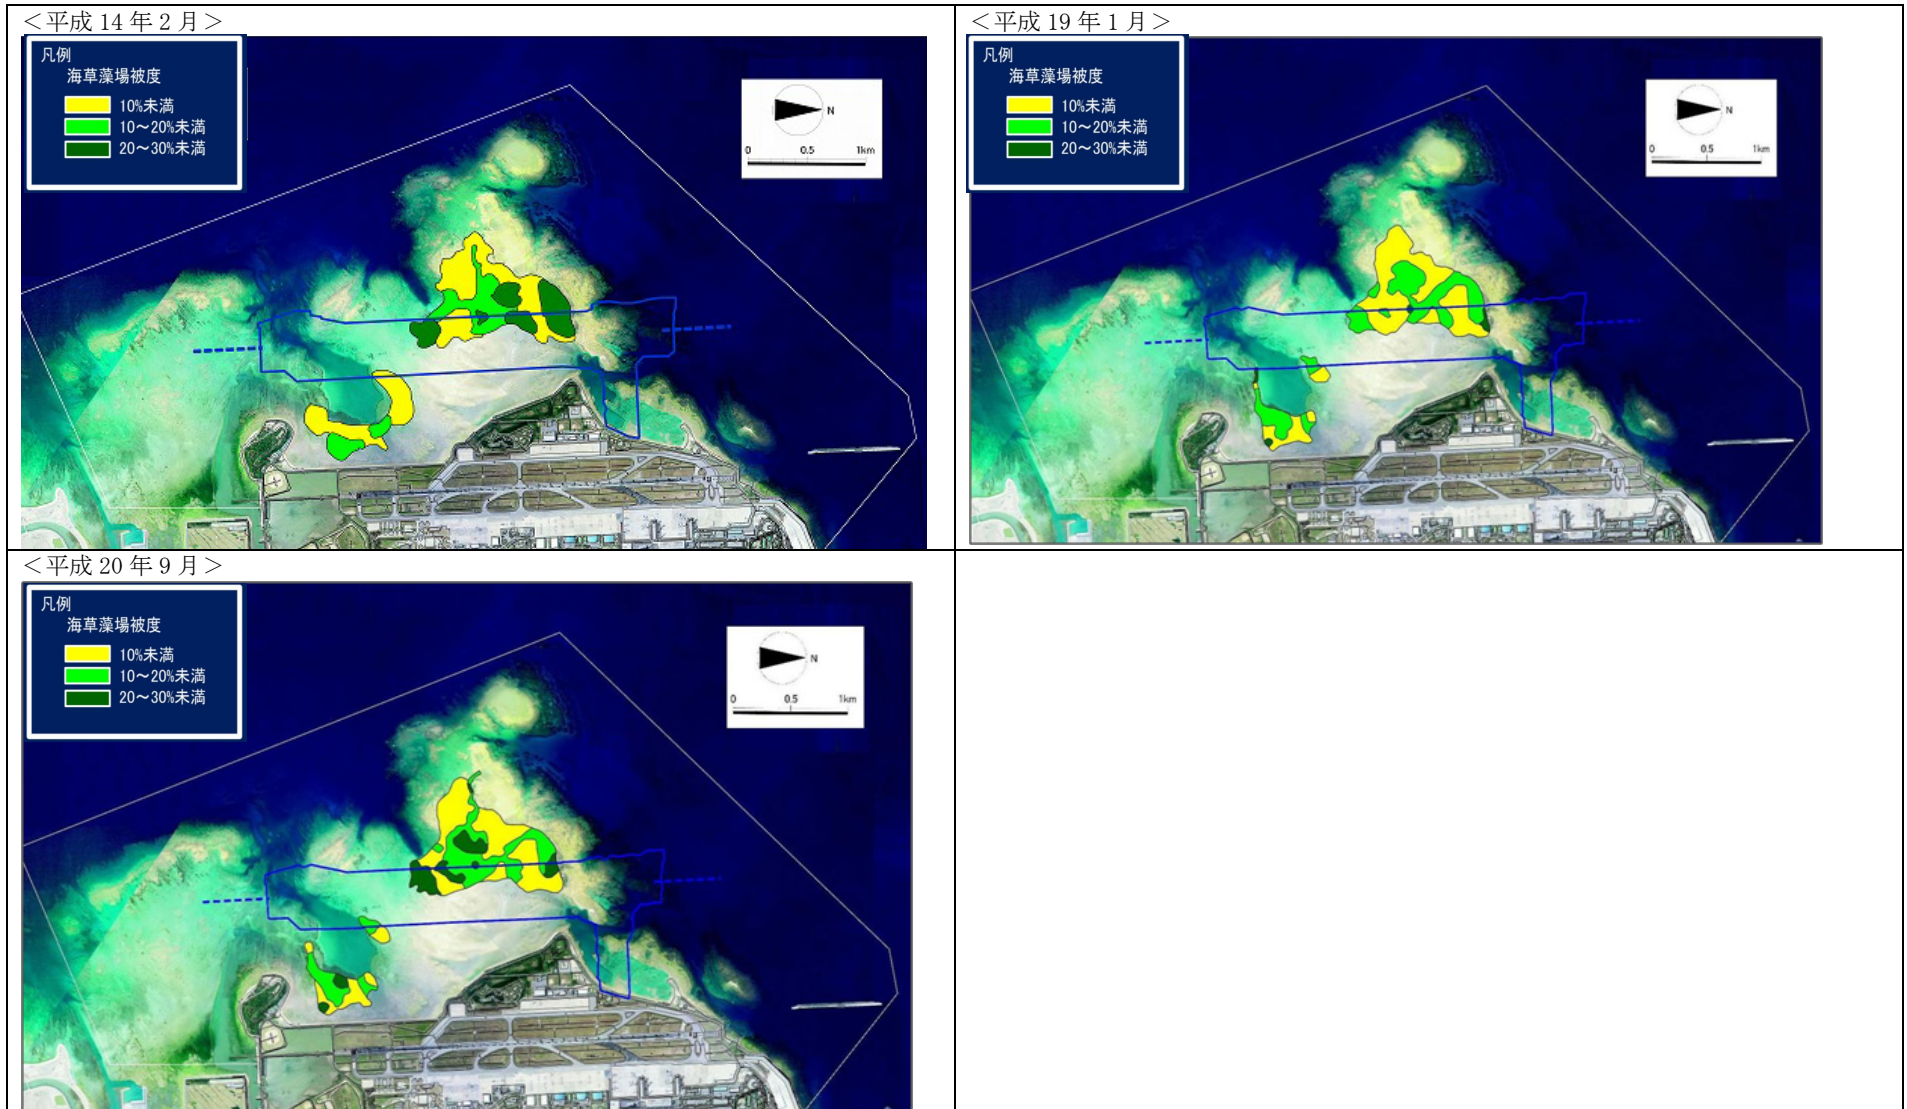 ＜平成 14 年 2 月＞
凡例
海草藻場被度
10%未満
10～20%未満
20～30%未満
N
0 0.5 1km
＜平成 19 年 1 月＞
凡例
海草藻場被度
10%未満
10～20%未満
20～30%未満
N
0 0.5 1km
＜平成 20 年 9 月＞
凡例
海草藻場被度
10%未満
10～20%未満
20～30%未満
N
0 0.5 1km